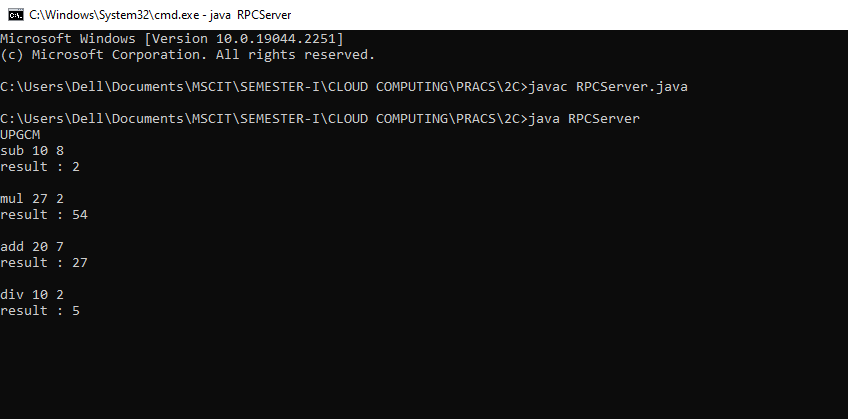 C:\Windows\System32\cmd.exe - java RPCServer
Microsoft Windows [Version 10.0.19044.2251]
(c) Microsoft Corporation. All rights reserved.
C:\Users\Dell\Documents\MSCIT\SEMESTER-I\CLOUD COMPUTING\PRACS\2C>javac RPCServer.java
C:\Users\Dell\Documents\MSCIT\SEMESTER-I\CLOUD COMPUTING\PRACS\2C>java RPCServer
UPGCM
sub 10 8
result : 2
mul 27 2
result : 54
add 20 7
result : 27
div 10 2
result : 5